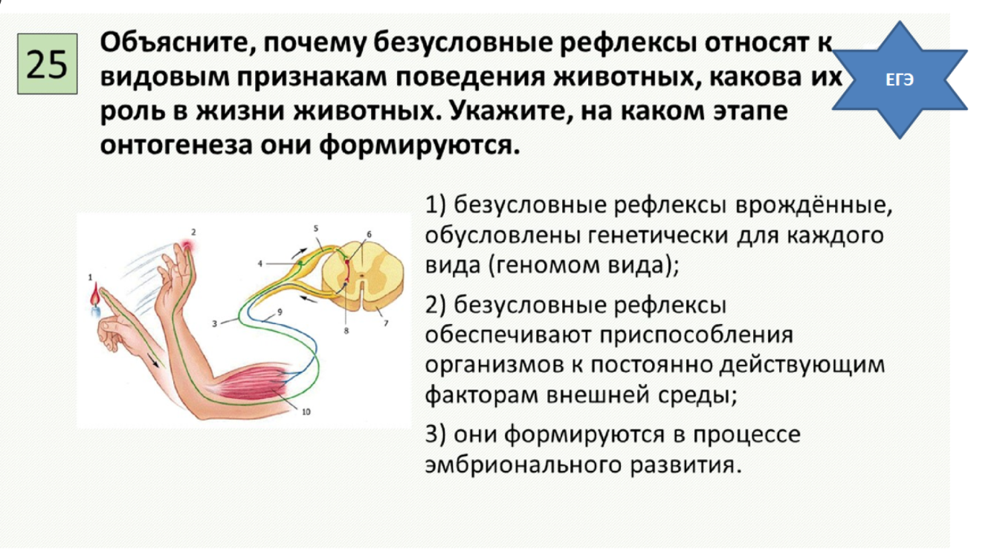 25
Объясните, почему безусловные рефлексы относят к
видовым признакам поведения животных, какова их
роль в жизни животных. Укажите, на каком этапе
онтогенеза они формируются.
ЕГЭ
1) безусловные рефлексы врождённые,
обусловлены генетически для каждого
вида (геномом вида);
2) безусловные рефлексы
обеспечивают приспособления
организмов к постоянно действующим
факторам внешней среды;
3) они формируются в процессе
эмбрионального развития.
1
2
3
4
5
6
7
8
9
10